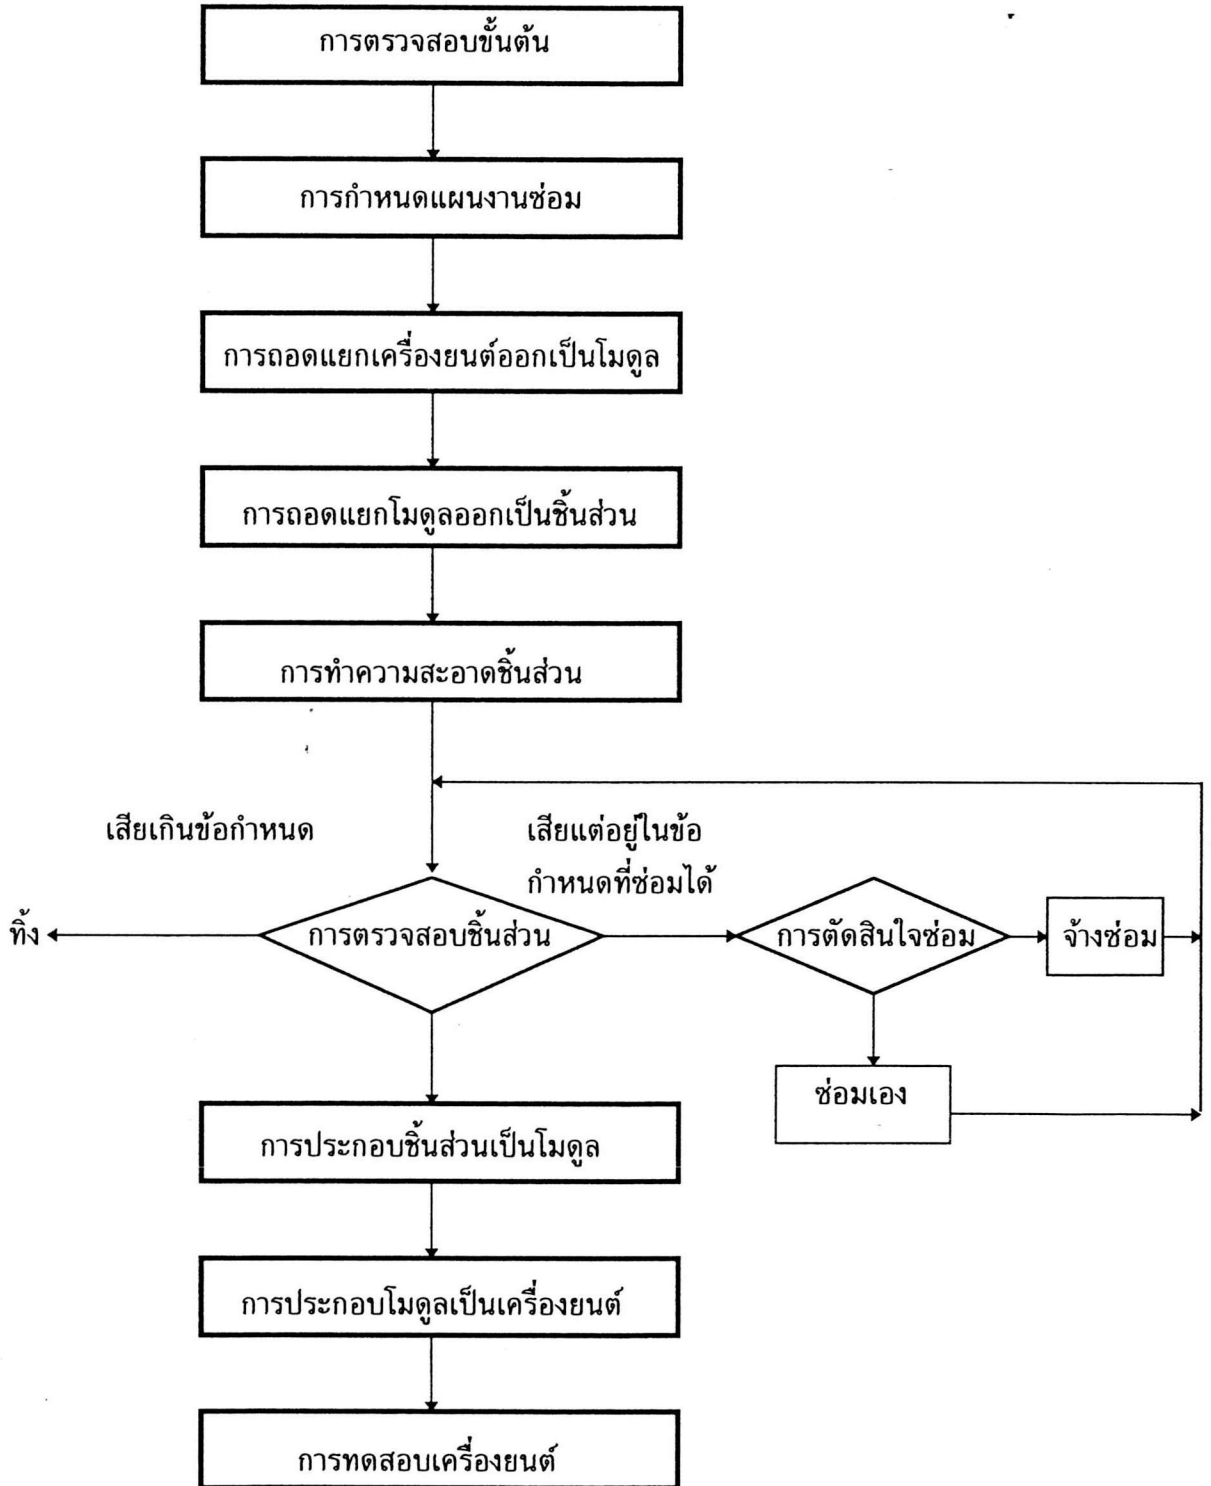 การตรวจสอบขั้นต้น
การกำหนดแผนงานซ่อม
การถอดแยกเครื่องยนต์ออกเป็นโมดูล
การถอดแยกโมดูลออกเป็นชิ้นส่วน
การทำความสะอาดชิ้นส่วน
เสียเกินข้อกำหนด
เสียแต่อยู่ในข้อ
กำหนดที่ซ่อมได้
ทิ้ง
การตรวจสอบชิ้นส่วน
การตัดสินใจซ่อม
จ้างซ่อม
ซ่อมเอง
การประกอบชิ้นส่วนเป็นโมดูล
การประกอบโมดูลเป็นเครื่องยนต์
การทดสอบเครื่องยนต์